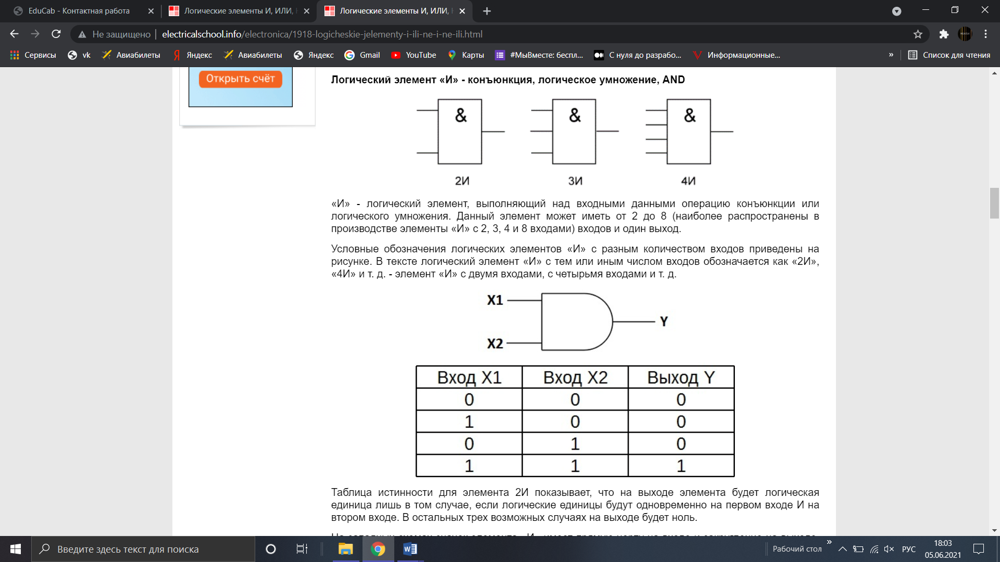 EduCab - Контактная работа
Логические элементы И, ИЛИ,
Логические элементы И, ИЛИ,
Не защищено
electricalschool.info/electronica/1918-logicheskie-jelementy-i-ili-ne-i-ne-ili.html
Сервисы
vk
Авиабилеты
Яндекс
Авиабилеты
Яндекс
Gmail
YouTube
Карты
#МыВместе: беспл...
С нуля до разрабо...
Информационные...
»
Список для чтения
Открыть счёт
Логический элемент «И» - конъюнкция, логическое умножение, AND
& & &
2И 3И 4И
«И» - логический элемент, выполняющий над входными данными операцию конъюнкции или
логического умножения. Данный элемент может иметь от 2 до 8 (наиболее распространены в
производстве элементы «И» с 2, 3, 4 и 8 входами) входов и один выход.
Условные обозначения логических элементов «И» с разным количеством входов приведены на
рисунке. В тексте логический элемент «И» с тем или иным числом входов обозначается как «2И»,
«4И» и т. д. - элемент «И» с двумя входами, с четырьмя входами и т. д.
X1
Y
X2
Вход X1 Вход X2 Выход Y
0 0 0
1 0 0
0 1 0
1 1 1
Таблица истинности для элемента 2И показывает, что на выходе элемента будет логическая
единица лишь в том случае, если логические единицы будут одновременно на первом входе И на
втором входе. В остальных трех возможных случаях на выходе будет ноль.
Введите здесь текст для поиска
Рабочий стол
»
РУС
18:03
05.06.2021